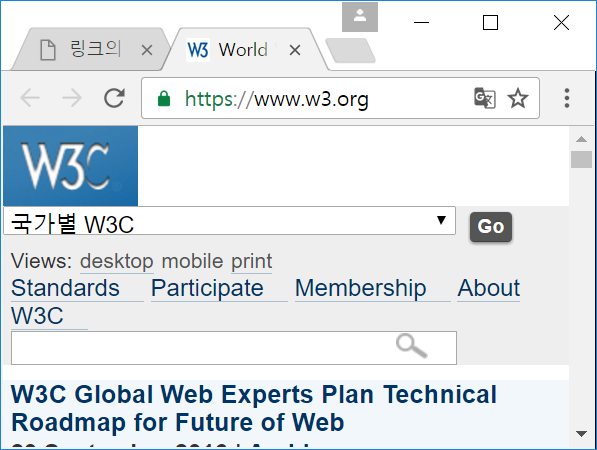 링크의
W3 World
https://www.w3.org
W3C
국가별 W3C
Go
Views: desktop mobile print
Standards Participate Membership About
W3C
W3C Global Web Experts Plan Technical
Roadmap for Future of Web